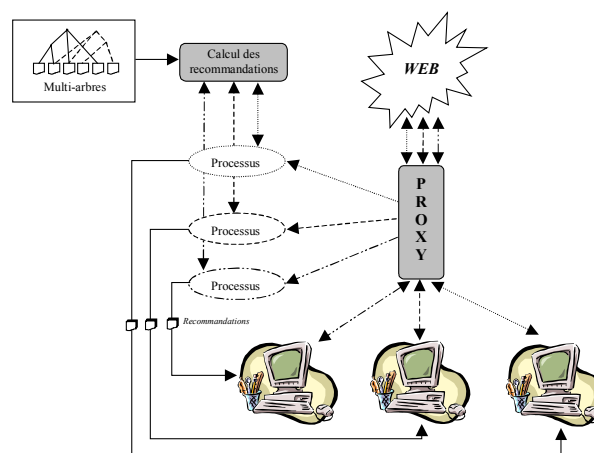 Calcul des
recommandations
WEB
Multi-arbres
Processus
P
R
O
X
Y
Processus
Processus
Recommandations